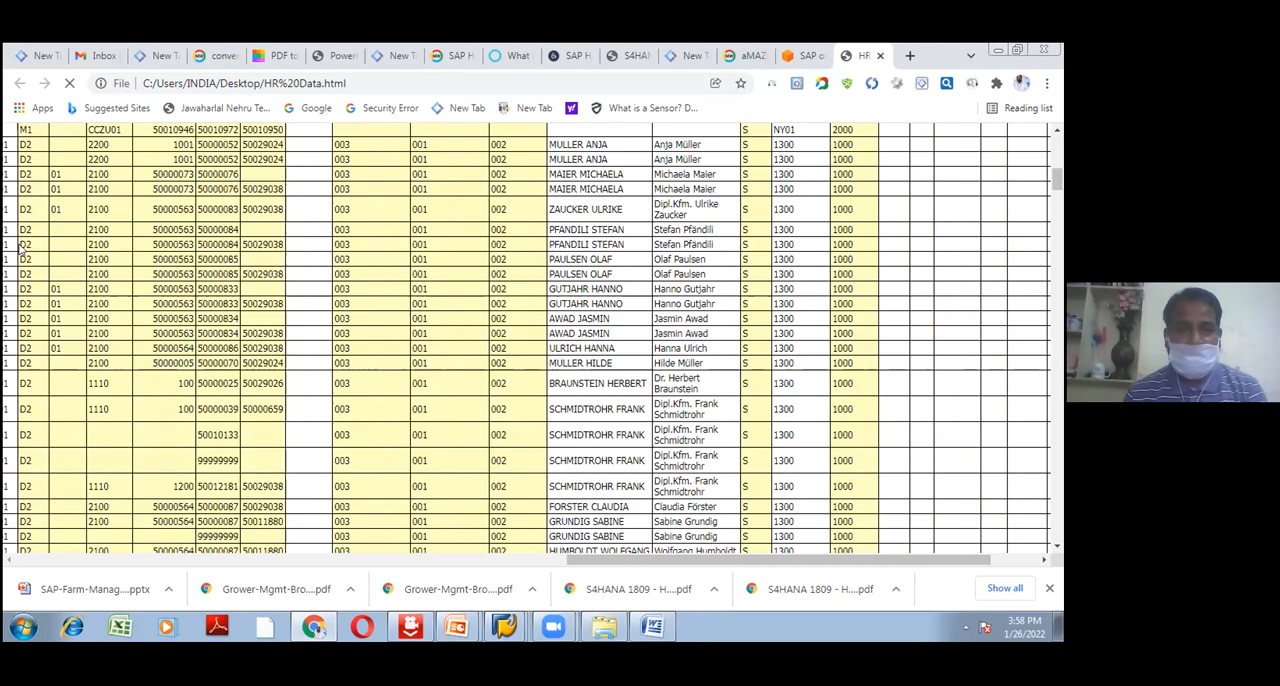 New T Inbox New T conver PDF to Power New T SAP H What SAP H S4HAN New T aMAZ SAP o HR
File C:/Users/INDIA/Desktop/HR%20Data.html
Apps Suggested Sites Jawaharlal Nehru Te... Google Security Error New Tab New Tab What is a Sensor? D... Reading list
M1 CCZU01 50010946 50010972 50010950 S NY01 2000
1 D2 2200 1001 50000052 50029024 003 001 002 MULLER ANJA Anja Müller S 1300 1000
1 D2 2200 1001 50000052 50029024 003 001 002 MULLER ANJA Anja Müller S 1300 1000
1 D2 01 2100 50000073 50000076 003 001 002 MAIER MICHAELA Michaela Maier S 1300 1000
1 D2 01 2100 50000073 50000076 50029038 003 001 002 MAIER MICHAELA Michaela Maier S 1300 1000
1 D2 01 2100 50000563 50000083 50029038 003 001 002 ZAUCKER ULRIKE Dipl.Kfm. Ulrike
Zaucker S 1300 1000
1 D2 2100 50000563 50000084 003 001 002 PFANDILI STEFAN Stefan Pfändili S 1300 1000
1 D2 2100 50000563 50000084 50029038 003 001 002 PFANDILI STEFAN Stefan Pfändili S 1300 1000
1 D2 2100 50000563 50000085 003 001 002 PAULSEN OLAF Olaf Paulsen S 1300 1000
1 D2 2100 50000563 50000085 50029038 003 001 002 PAULSEN OLAF Olaf Paulsen S 1300 1000
1 D2 01 2100 50000563 50000833 003 001 002 GUTJAHR HANNO Hanno Gutjahr S 1300 1000
1 D2 01 2100 50000563 50000833 50029038 003 001 002 GUTJAHR HANNO Hanno Gutjahr S 1300 1000
1 D2 01 2100 50000563 50000834 003 001 002 AWAD JASMIN Jasmin Awad S 1300 1000
1 D2 01 2100 50000563 50000834 50029038 003 001 002 AWAD JASMIN Jasmin Awad S 1300 1000
1 D2 01 2100 50000564 50000086 50029038 003 001 002 ULRICH HANNA Hanna Ulrich S 1300 1000
1 D2 2100 50000005 50000070 50029024 003 001 002 MULLER HILDE Hilde Müller S 1300 1000
1 D2 1110 100 50000025 50029026 003 001 002 BRAUNSTEIN HERBERT Dr. Herbert
Braunstein S 1300 1000
1 D2 1110 100 50000039 50000659 003 001 002 SCHMIDTROHR FRANK Dipl.Kfm. Frank
Schmidtrohr S 1300 1000
1 D2 50010133 003 001 002 SCHMIDTROHR FRANK Dipl.Kfm. Frank
Schmidtrohr S 1300 1000
1 D2 99999999 003 001 002 SCHMIDTROHR FRANK Dipl.Kfm. Frank
Schmidtrohr S 1300 1000
1 D2 1110 1200 50012181 50029038 003 001 002 SCHMIDTROHR FRANK Dipl.Kfm. Frank
Schmidtrohr S 1300 1000
1 D2 2100 50000564 50000087 50029038 003 001 002 FORSTER CLAUDIA Claudia Förster S 1300 1000
1 D2 2100 50000564 50000087 50011880 003 001 002 GRUNDIG SABINE Sabine Grundig S 1300 1000
1 D2 99999999 003 001 002 GRUNDIG SABINE Sabine Grundig S 1300 1000
1 D2 2100 50000564 50000087 50011880 003 001 002 HUMBOLDT WOLFGANG Wolfgang Humboldt S 1300 1000
SAP-Farm-Manag....pptx Grower-Mgmt-Bro....pdf Grower-Mgmt-Bro....pdf S4HANA 1809 - H....pdf S4HANA 1809 - H....pdf Show all
3:58 PM
1/26/2022